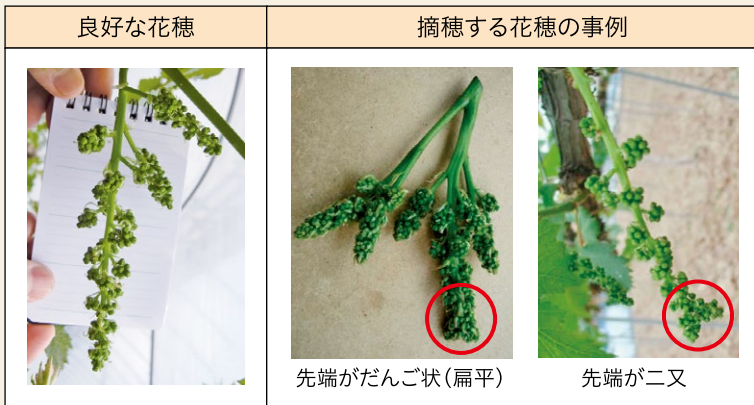 良好な花穂
摘穂する花穂の事例
先端がだんご状(扁平)
先端が二又